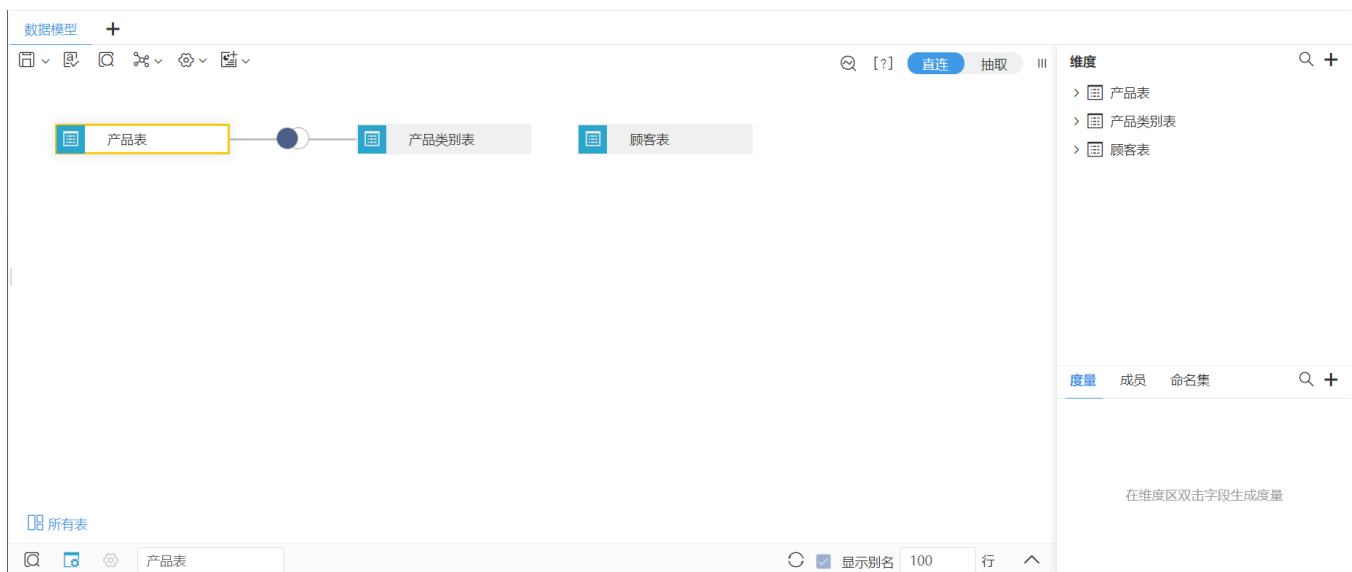 数据模型
[?] 直连 抽取
维度
产品表
产品类别表
顾客表
产品表 产品类别表 顾客表
度量 成员 命名集
在维度区双击字段生成度量
所有表
产品表 显示别名 100 行